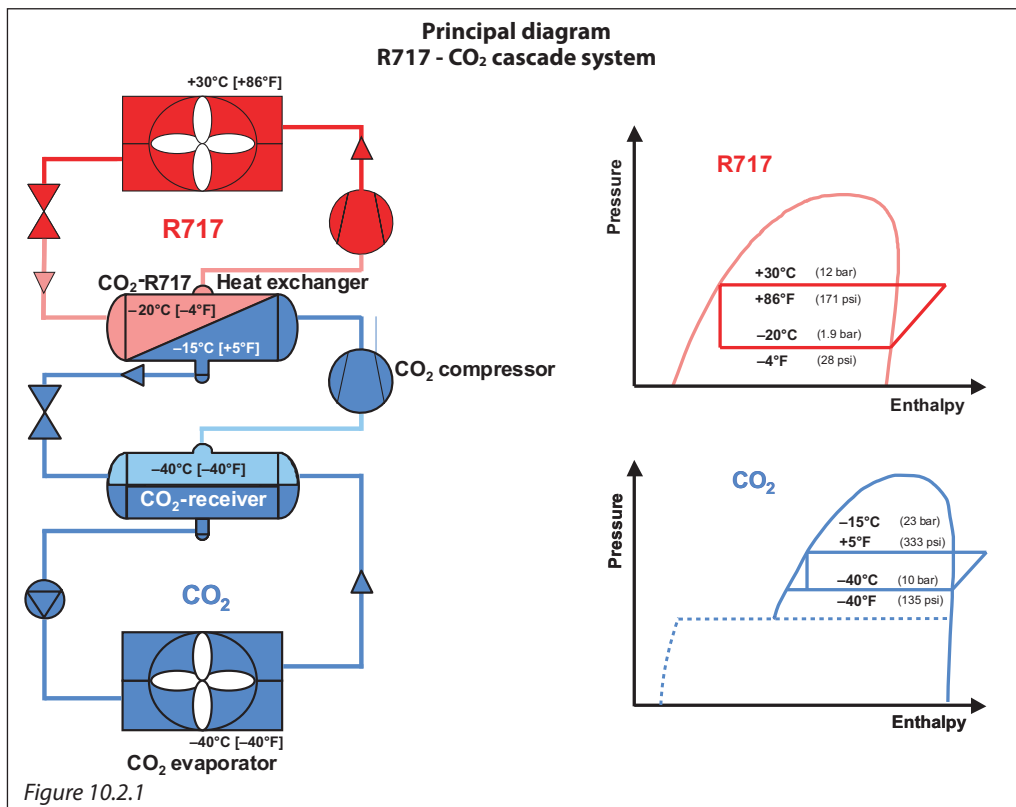 Principal diagram
R717 - CO₂ cascade system
+30°C [+86°F]
R717
CO₂-R717 Heat exchanger
–20°C [–4°F]
–15°C [+5°F]
CO₂ compressor
–40°C [–40°F]
CO₂-receiver
CO₂
–40°C [–40°F]
CO₂ evaporator
Figure 10.2.1
Pressure
R717
+30°C (12 bar)
+86°F (171 psi)
–20°C (1.9 bar)
–4°F (28 psi)
Enthalpy
Pressure
CO₂
–15°C (23 bar)
+5°F (333 psi)
–40°C (10 bar)
–40°F (135 psi)
Enthalpy